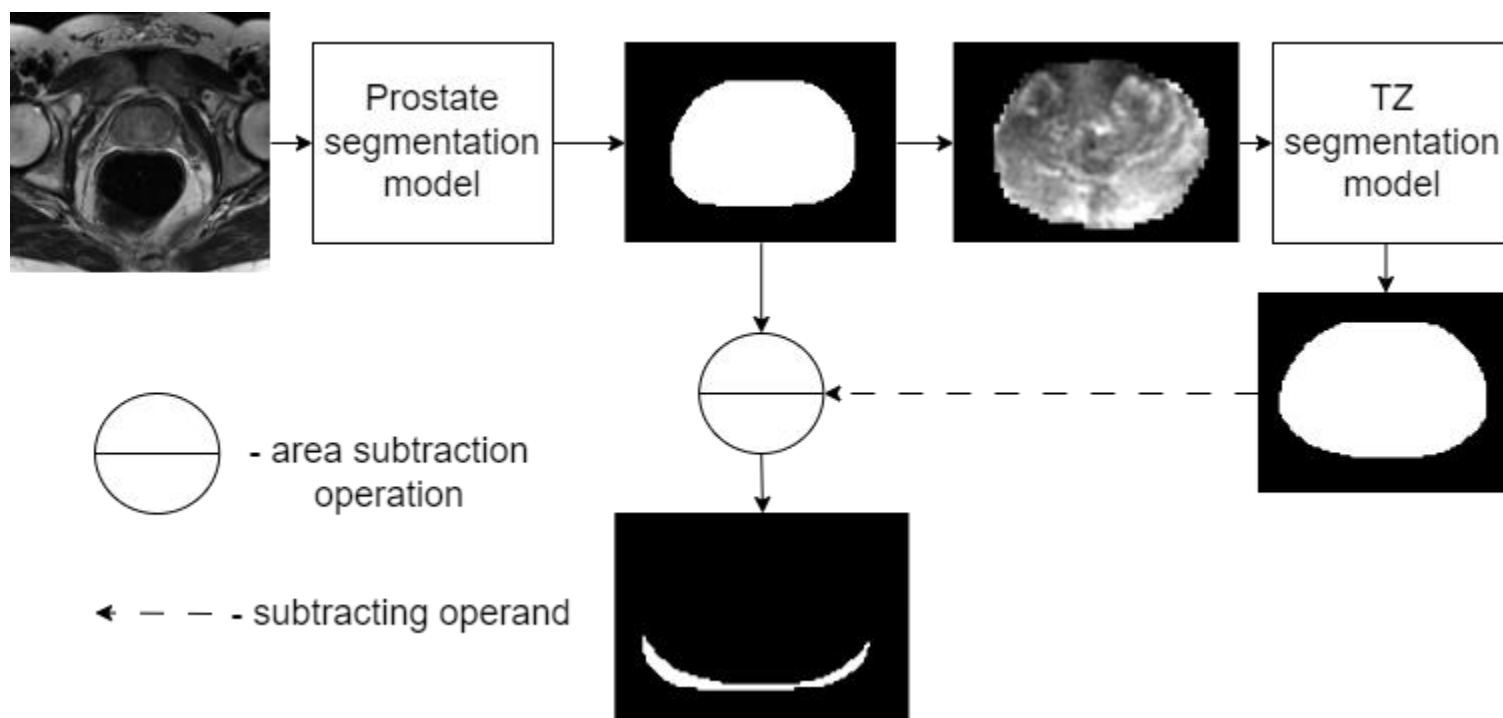 Prostate
segmentation
model
TZ
segmentation
model
- area subtraction
operation
- subtracting operand